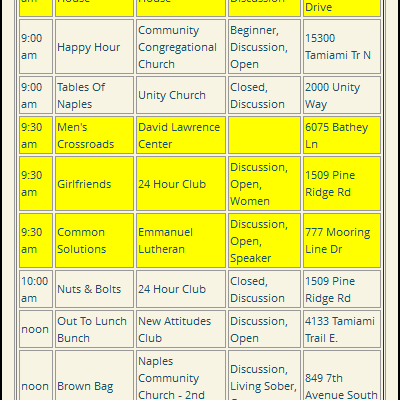 am House House Discussion Drive
9:00 am Happy Hour Community Congregational Church Beginner, Discussion, Open 15300 Tamiami Tr N
9:00 am Tables Of Naples Unity Church Closed, Discussion 2000 Unity Way
9:30 am Men's Crossroads David Lawrence Center 6075 Bathey Ln
9:30 am Girlfriends 24 Hour Club Discussion, Open, Women 1509 Pine Ridge Rd
9:30 am Common Solutions Emmanuel Lutheran Discussion, Open, Speaker 777 Mooring Line Dr
10:00 am Nuts & Bolts 24 Hour Club Closed, Discussion 1509 Pine Ridge Rd
noon Out To Lunch Bunch New Attitudes Club Discussion, Open 4133 Tamiami Trail E.
noon Brown Bag Naples Community Church - 2nd Discussion, Living Sober, 849 7th Avenue South